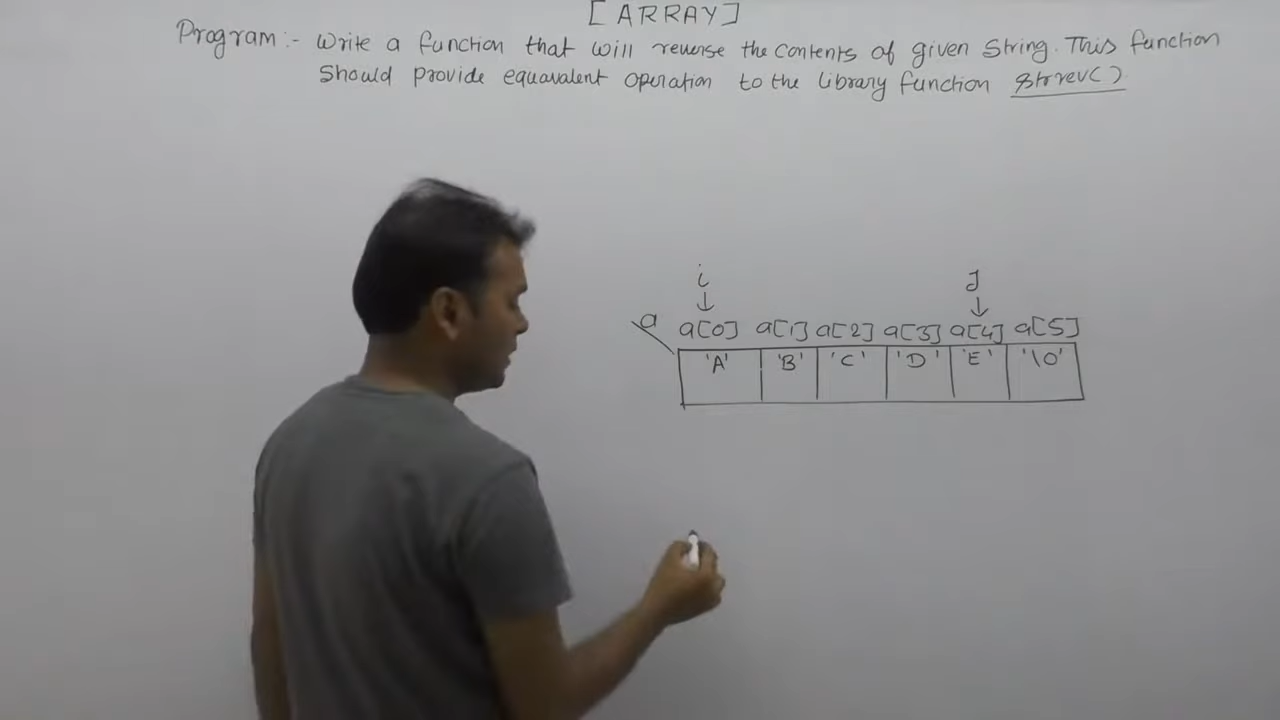 [ARRAY]
Program:- Write a function that will reverse the contents of given String. This function
Should provide equavalent operation to the library function strrev()
i J
↓ ↓
a a[0] a[1] a[2] a[3] a[4] a[5]
'A' 'B' 'C' 'D' 'E' '\0'